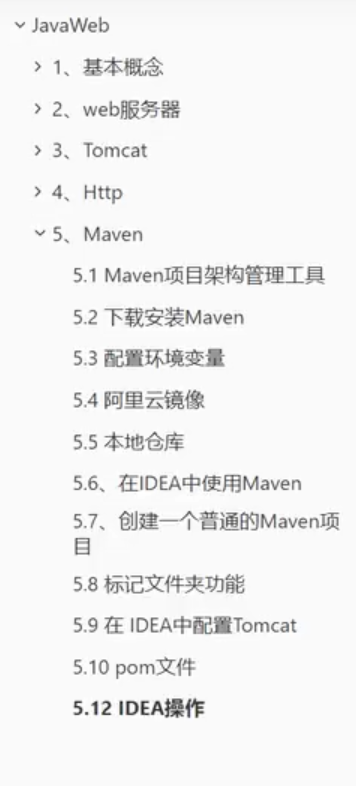 JavaWeb
1、基本概念
2、web服务器
3、Tomcat
4、Http
5、Maven
5.1 Maven项目架构管理工具
5.2 下载安装Maven
5.3 配置环境变量
5.4 阿里云镜像
5.5 本地仓库
5.6、在IDEA中使用Maven
5.7、创建一个普通的Maven项
目
5.8 标记文件夹功能
5.9 在 IDEA中配置Tomcat
5.10 pom文件
5.12 IDEA操作